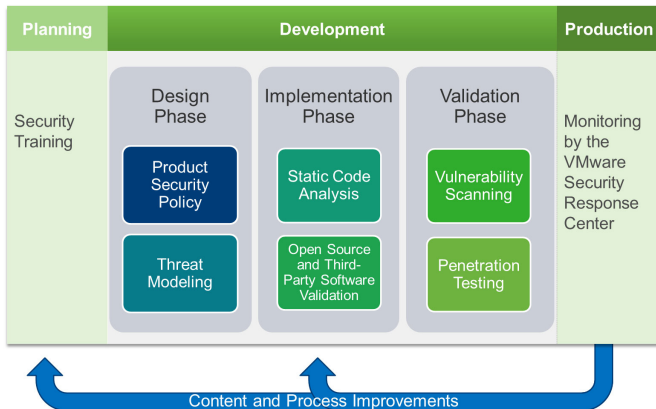 Planning
Development
Production
Security
Training
Design
Phase
Product
Security
Policy
Threat
Modeling
Implementation
Phase
Static Code
Analysis
Open Source
and Third-
Party Software
Validation
Validation
Phase
Vulnerability
Scanning
Penetration
Testing
Monitoring
by the
VMware
Security
Response
Center
Content and Process Improvements